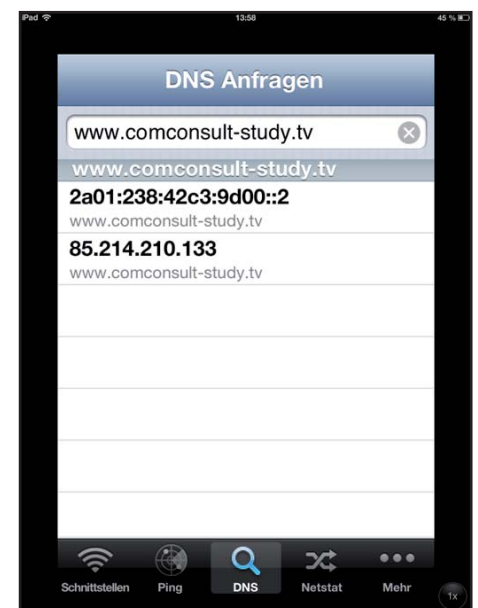 iPad 13:58 45 %
DNS Anfragen
www.comconsult-study.tv
www.comconsult-study.tv
2a01:238:42c3:9d00::2
www.comconsult-study.tv
85.214.210.133
www.comconsult-study.tv
Schnittstellen Ping DNS Netstat Mehr
1x